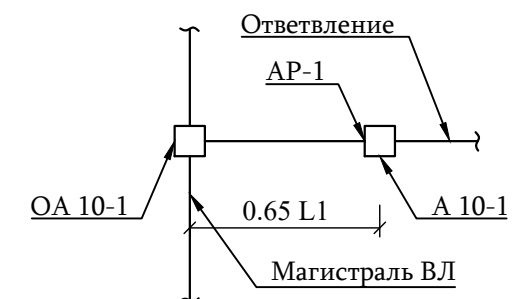 Ответвление
АР-1
ОА 10-1
0.65 L1
А 10-1
Магистраль ВЛ